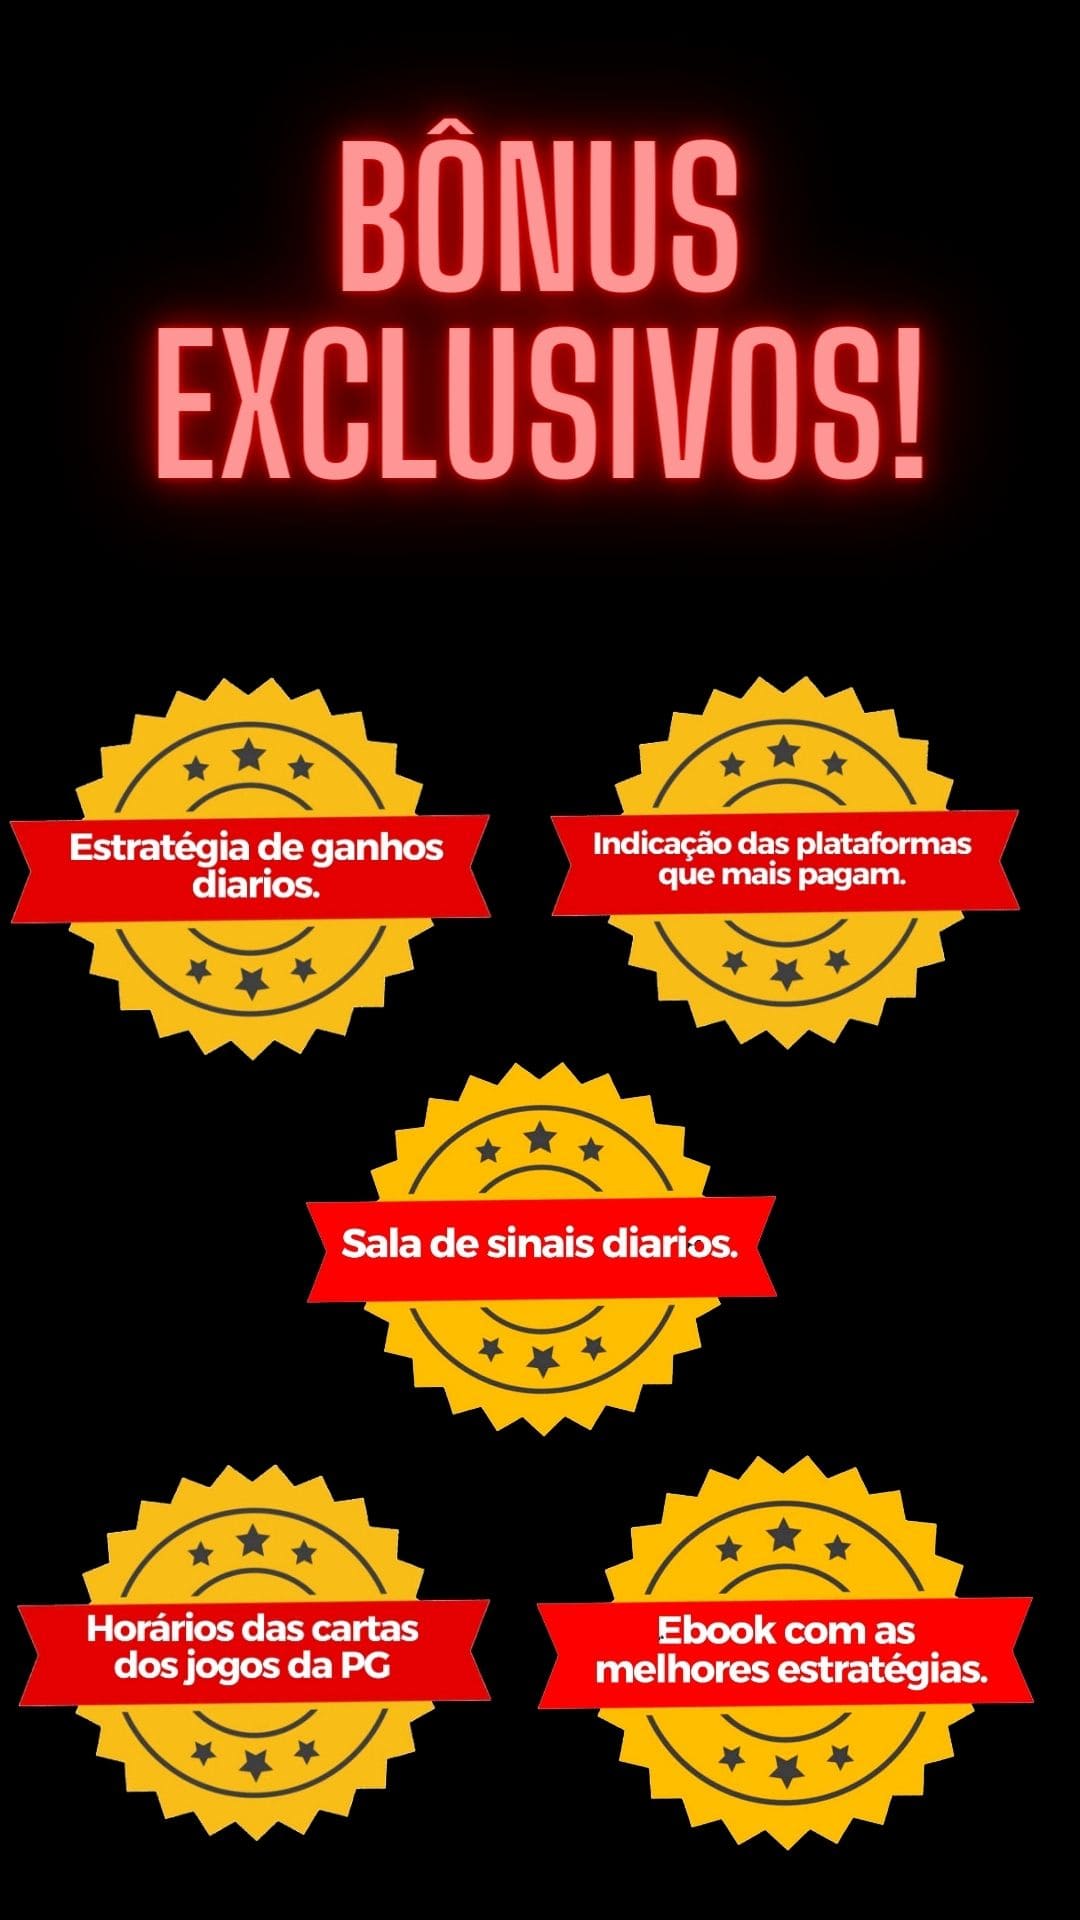 BÔNUS
EXCLUSIVOS!
Estratégia de ganhos
diarios.
Indicação das plataformas
que mais pagam.
Sala de sinais diarios.
Horários das cartas
dos jogos da PG
Ebook com as
melhores estratégias.